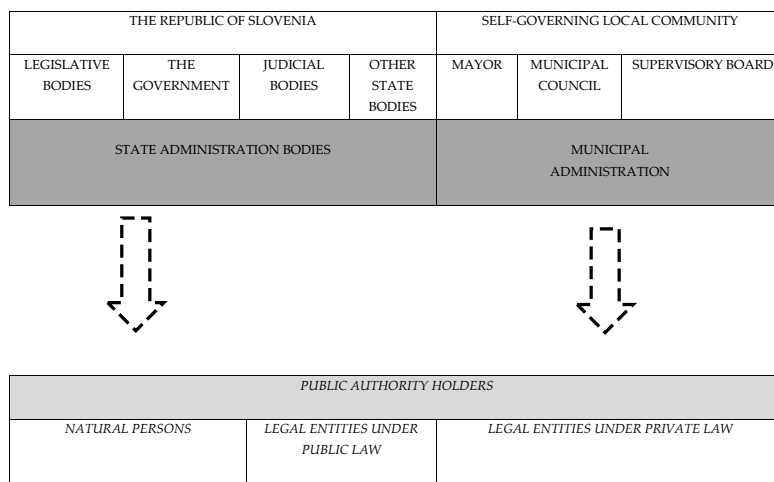 THE REPUBLIC OF SLOVENIA
SELF-GOVERNING LOCAL COMMUNITY
LEGISLATIVE
BODIES
THE
GOVERNMENT
JUDICIAL
BODIES
OTHER
STATE
BODIES
MAYOR
MUNICIPAL
COUNCIL
SUPERVISORY BOARD
STATE ADMINISTRATION BODIES
MUNICIPAL
ADMINISTRATION
PUBLIC AUTHORITY HOLDERS
NATURAL PERSONS
LEGAL ENTITIES UNDER
PUBLIC LAW
LEGAL ENTITIES UNDER PRIVATE LAW